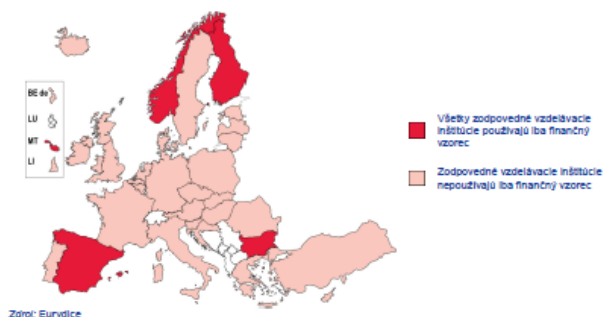 BE de
LU
MT
LI
Všetky zodpovedné vzdelávacie
inštitúcie používajú iba finančný
vzorec
Zodpovedné vzdelávacie inštitúcie
nepoužívajú iba finančný vzorec
Zdroj: Eurydice